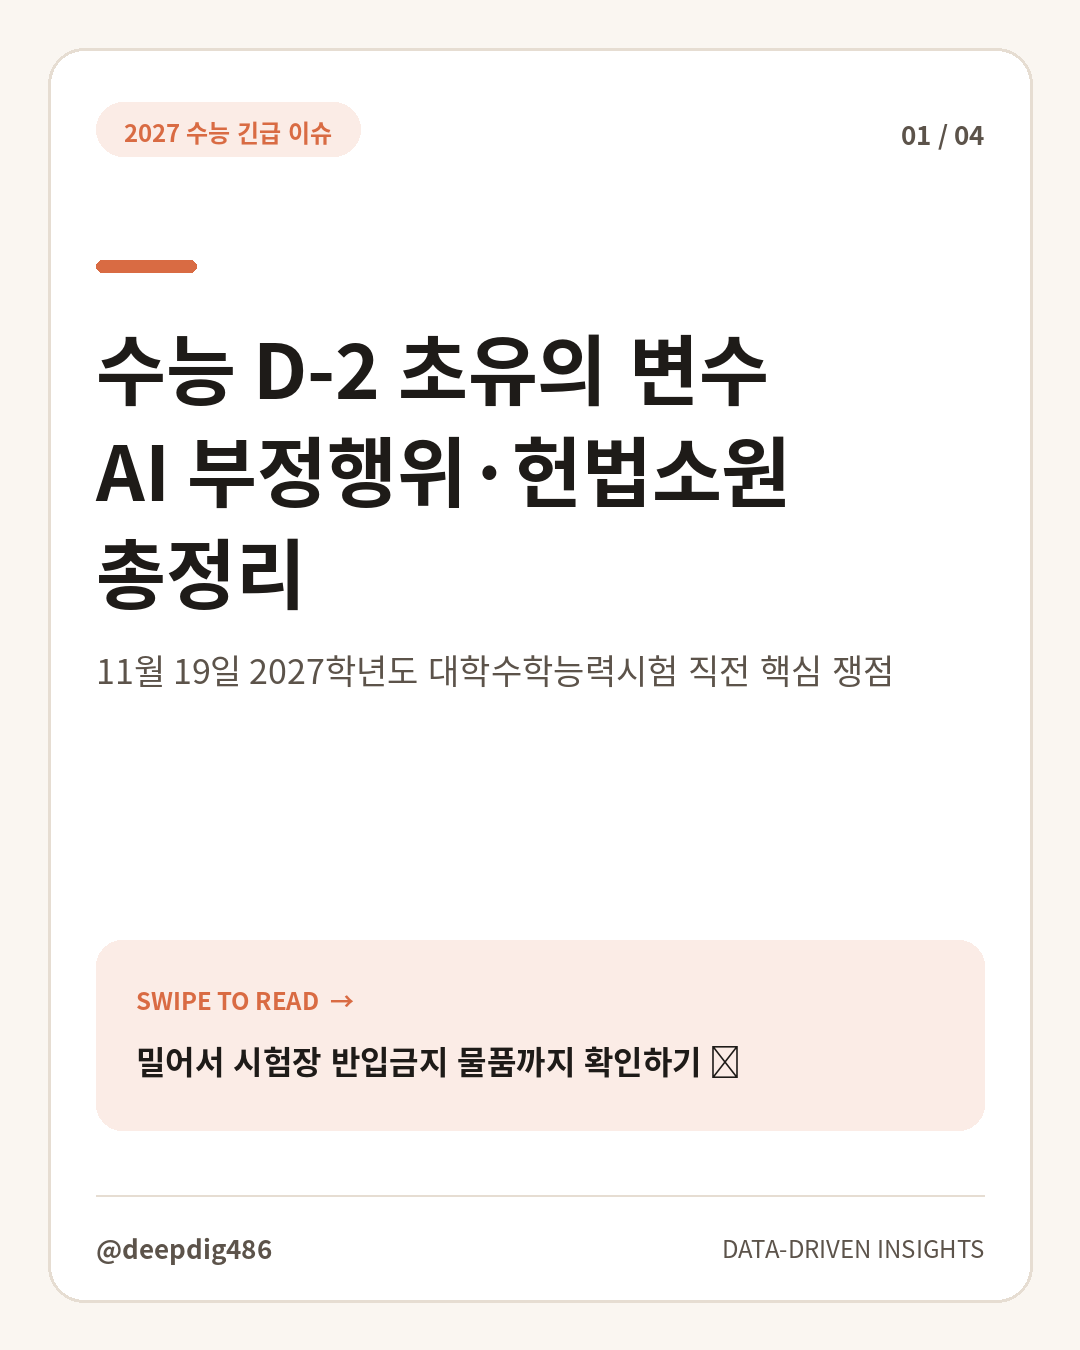 2027 수능 긴급 이슈
01 / 04
수능 D-2 초유의 변수
AI 부정행위·헌법소원
총정리
11월 19일 2027학년도 대학수학능력시험 직전 핵심 쟁점
SWIPE TO READ →
밀어서 시험장 반입금지 물품까지 확인하기
@deepdig486
DATA-DRIVEN INSIGHTS